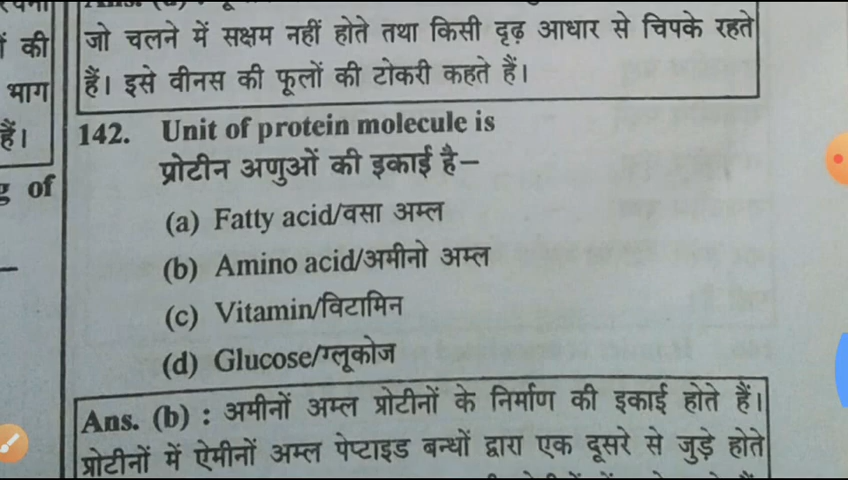 की
भाग
हैं।
of
जो चलने में सक्षम नहीं होते तथा किसी दृढ़ आधार से चिपके रहते
हैं। इसे वीनस की फूलों की टोकरी कहते हैं।
142. Unit of protein molecule is
प्रोटीन अणुओं की इकाई है–
(a) Fatty acid/वसा अम्ल
(b) Amino acid/अमीनो अम्ल
(c) Vitamin/विटामिन
(d) Glucose/ग्लूकोज
Ans. (b) : अमीनों अम्ल प्रोटीनों के निर्माण की इकाई होते हैं।
प्रोटीनों में ऐमीनों अम्ल पेप्टाइड बन्धों द्वारा एक दूसरे से जुड़े होते